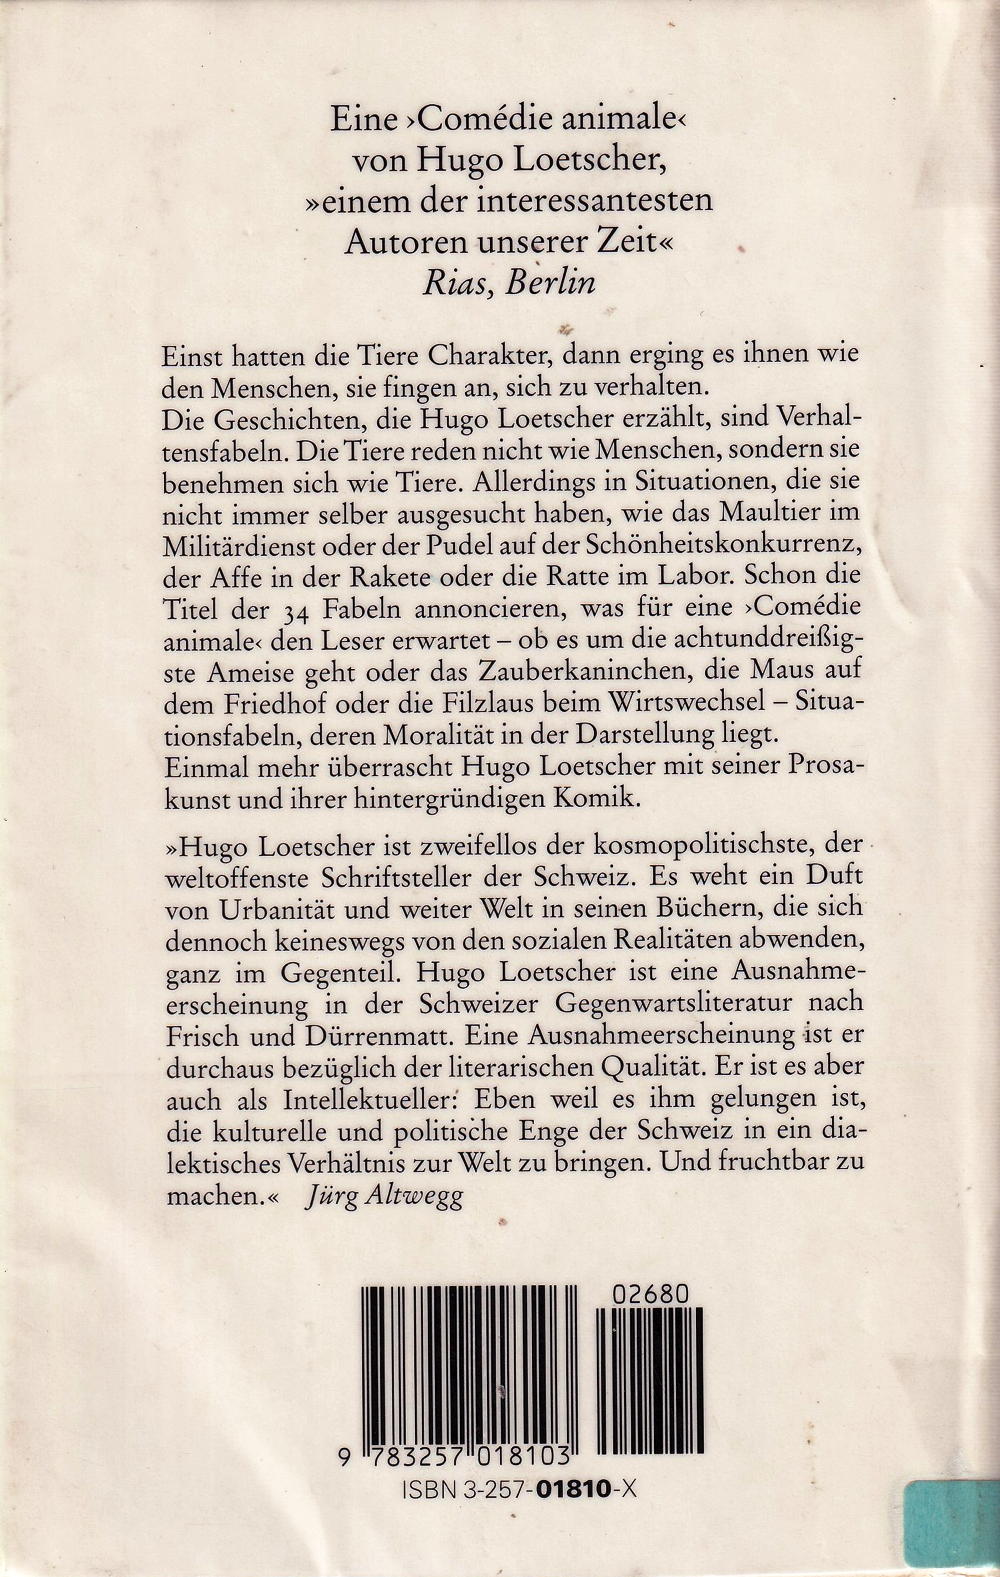 Eine ›Comédie animale‹
von Hugo Loetscher,
»einem der interessantesten
Autoren unserer Zeit«
Rias, Berlin
Einst hatten die Tiere Charakter, dann erging es ihnen wie
den Menschen, sie fingen an, sich zu verhalten.
Die Geschichten, die Hugo Loetscher erzählt, sind Verhal-
tensfabeln. Die Tiere reden nicht wie Menschen, sondern sie
benehmen sich wie Tiere. Allerdings in Situationen, die sie
nicht immer selber ausgesucht haben, wie das Maultier im
Militärdienst oder der Pudel auf der Schönheitskonkurrenz,
der Affe in der Rakete oder die Ratte im Labor. Schon die
Titel der 34 Fabeln annoncieren, was für eine ›Comédie
animale‹ den Leser erwartet – ob es um die achtunddreißig-
ste Ameise geht oder das Zauberkaninchen, die Maus auf
dem Friedhof oder die Filzlaus beim Wirtswechsel – Situa-
tionsfabeln, deren Moralität in der Darstellung liegt.
Einmal mehr überrascht Hugo Loetscher mit seiner Prosa-
kunst und ihrer hintergründigen Komik.
»Hugo Loetscher ist zweifellos der kosmopolitischste, der
weltoffenste Schriftsteller der Schweiz. Es weht ein Duft
von Urbanität und weiter Welt in seinen Büchern, die sich
dennoch keineswegs von den sozialen Realitäten abwenden,
ganz im Gegenteil. Hugo Loetscher ist eine Ausnahme-
erscheinung in der Schweizer Gegenwartsliteratur nach
Frisch und Dürrenmatt. Eine Ausnahmeerscheinung ist er
durchaus bezüglich der literarischen Qualität. Er ist es aber
auch als Intellektueller: Eben weil es ihm gelungen ist,
die kulturelle und politische Enge der Schweiz in ein dia-
lektisches Verhältnis zur Welt zu bringen. Und fruchtbar zu
machen.« Jürg Altwegg
02680
9 783257 018103
ISBN 3-257-01810-X